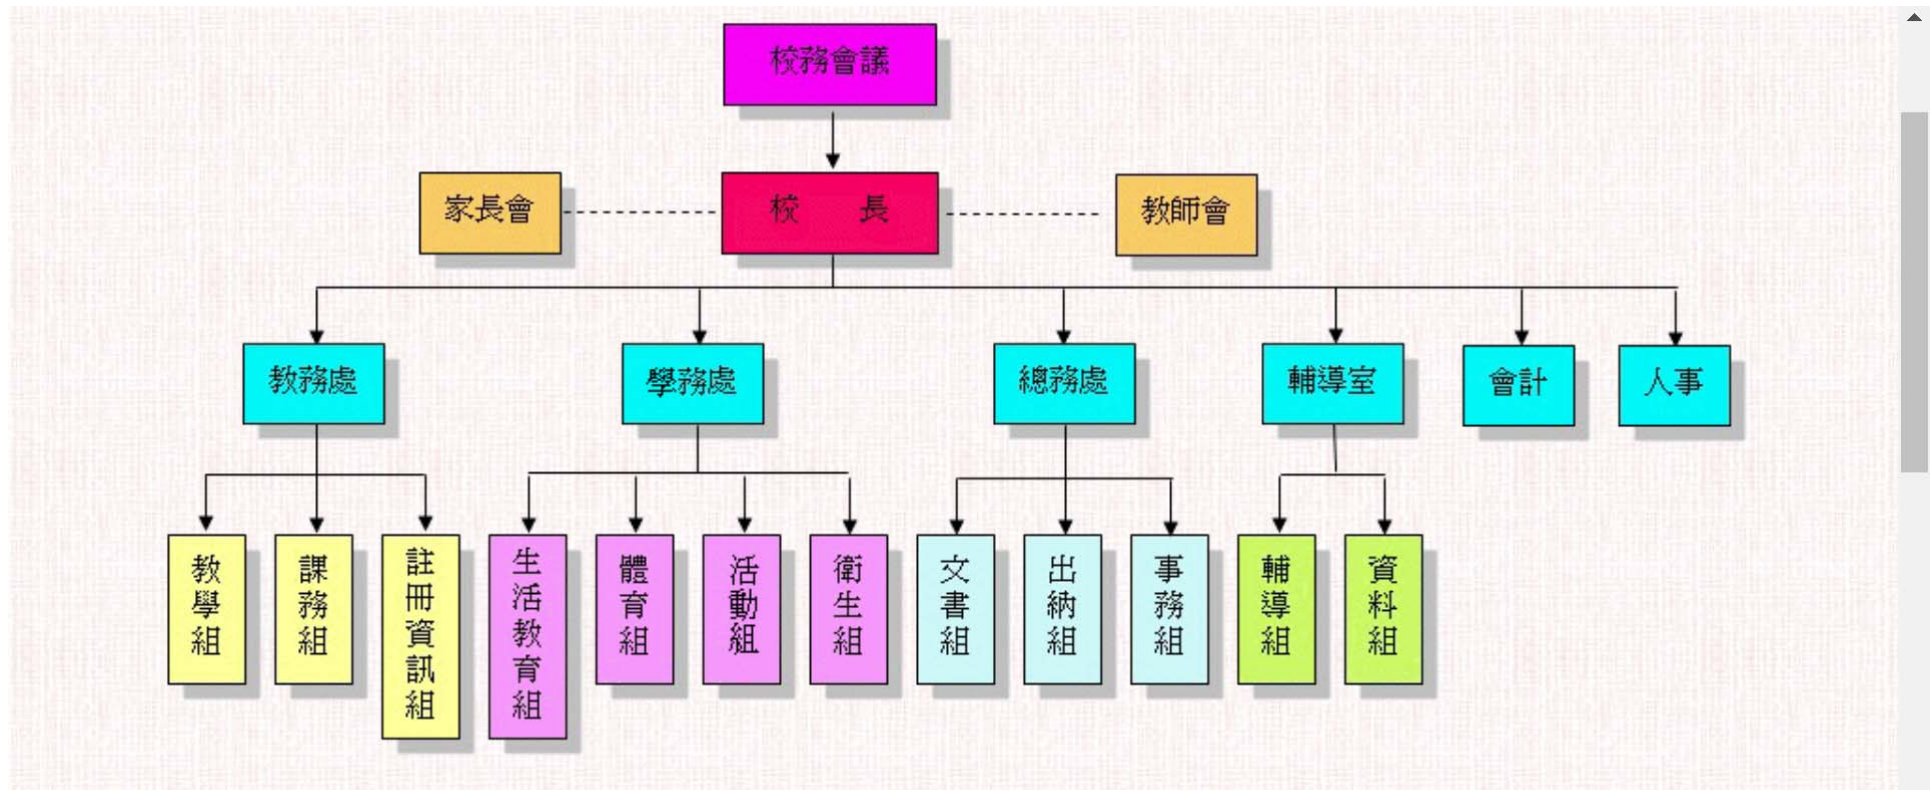 校務會議
家長會
校 長
教師會
教務處
學務處
總務處
輔導室
會計
人事
教學組
課務組
註冊資訊組
生活教育組
體育組
活動組
衛生組
文書組
出納組
事務組
輔導組
資料組